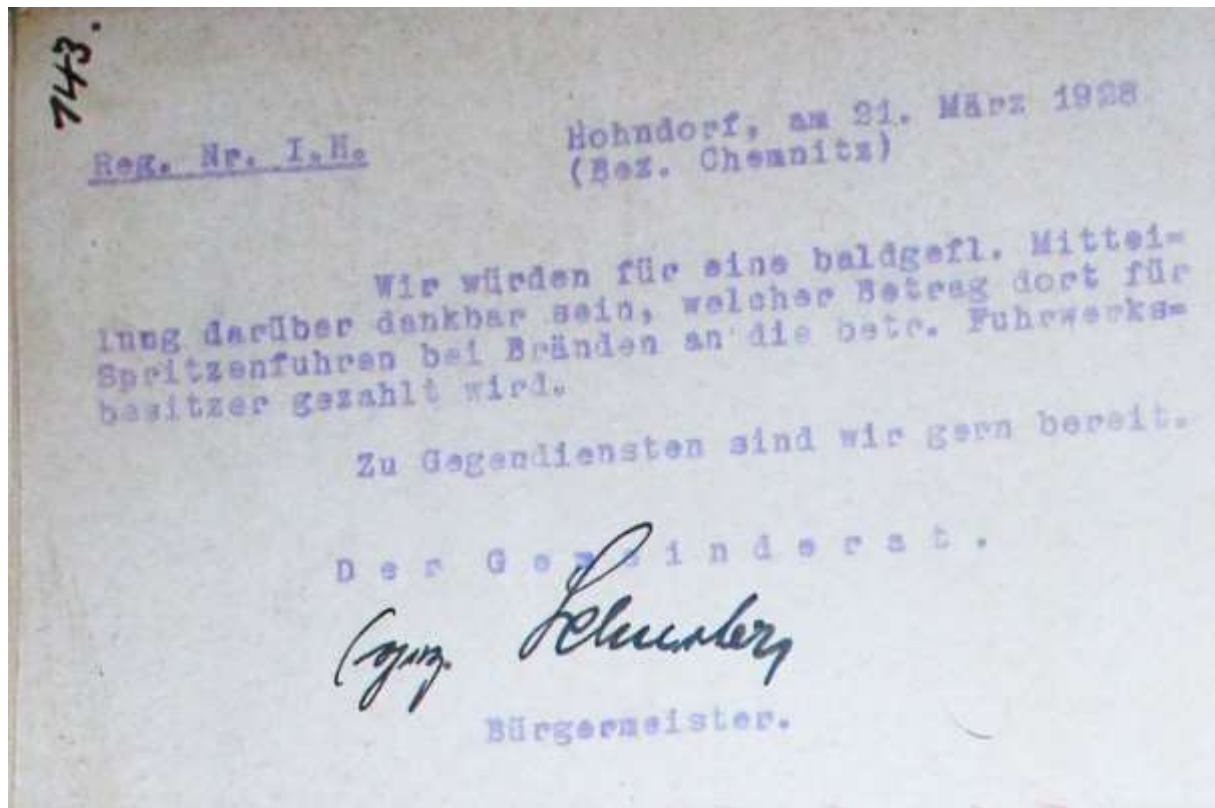 143.
Reg. Nr. I.H. Hohndorf, am 21. März 1928
(Bez. Chemnitz)
Wir würden für eine baldgefl. Mittei=
lung darüber dankbar sein, welcher Betrag dort für
Spritzenfuhren bei Bränden an die betr. Fuhrwerks=
besitzer gezahlt wird.
Zu Gegendiensten sind wir gern bereit.
Der Gemeinderat.
Bürgermeister.